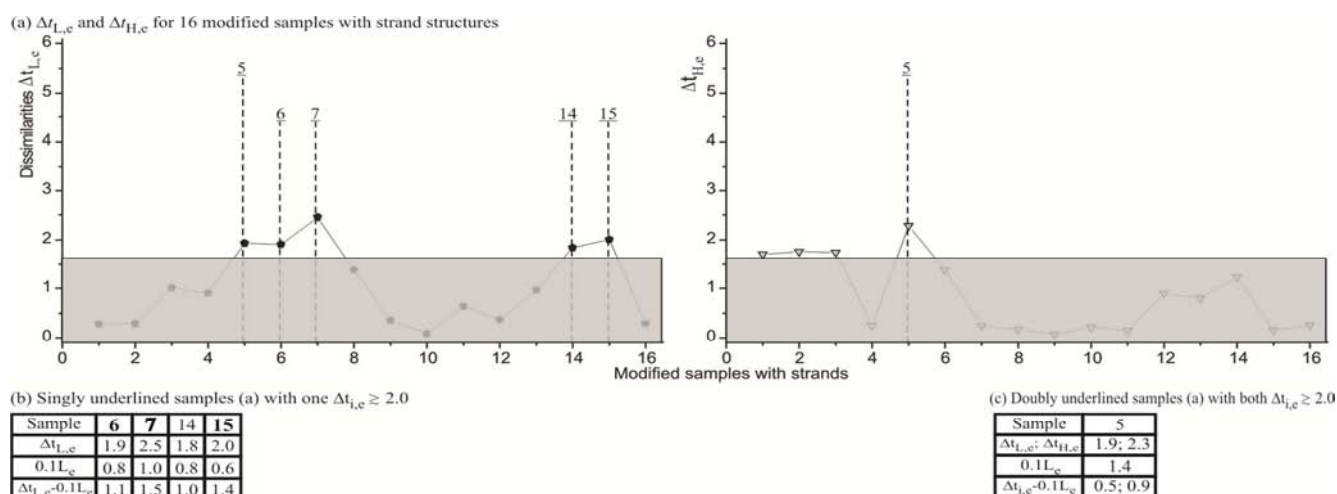 (a) Δt_L,e and Δt_H,e for 16 modified samples with strand structures
Dissimilarities Δt_L,e
6
5
4
3
2
1
0
5
6
7
14
15
0 2 4 6 8 10 12 14 16
Δt_H,e
6
5
4
3
2
1
0
5
0 2 4 6 8 10 12 14 16
Modified samples with strands
(b) Singly underlined samples (a) with one Δt_i,e ≥ 2.0
Sample 6 7 14 15
Δt_L,e 1.9 2.5 1.8 2.0
0.1L_e 0.8 1.0 0.8 0.6
Δt_L,e-0.1L_e 1.1 1.5 1.0 1.4
(c) Doubly underlined samples (a) with both Δt_i,e ≥ 2.0
Sample 5
Δt_L,e; Δt_H,e 1.9; 2.3
0.1L_e 1.4
Δt_i,e-0.1L_e 0.5; 0.9